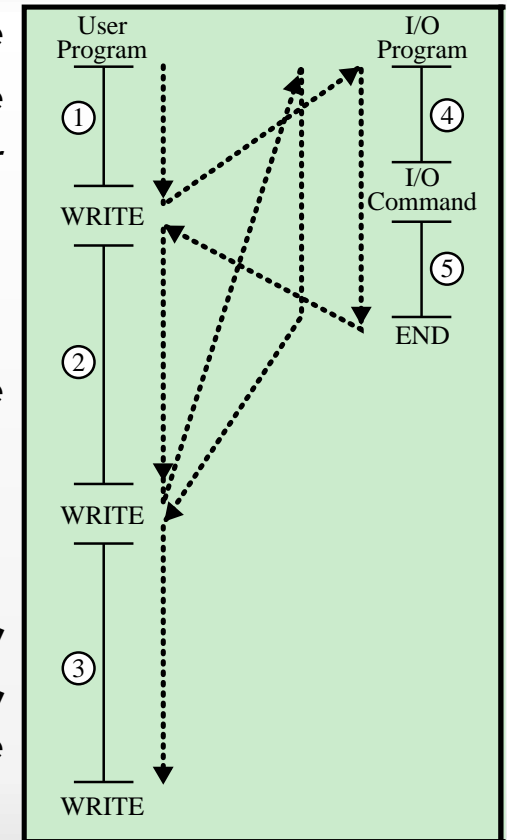 User
Program
I/O
Program
1
4
WRITE
I/O
Command
5
END
2
WRITE
3
WRITE